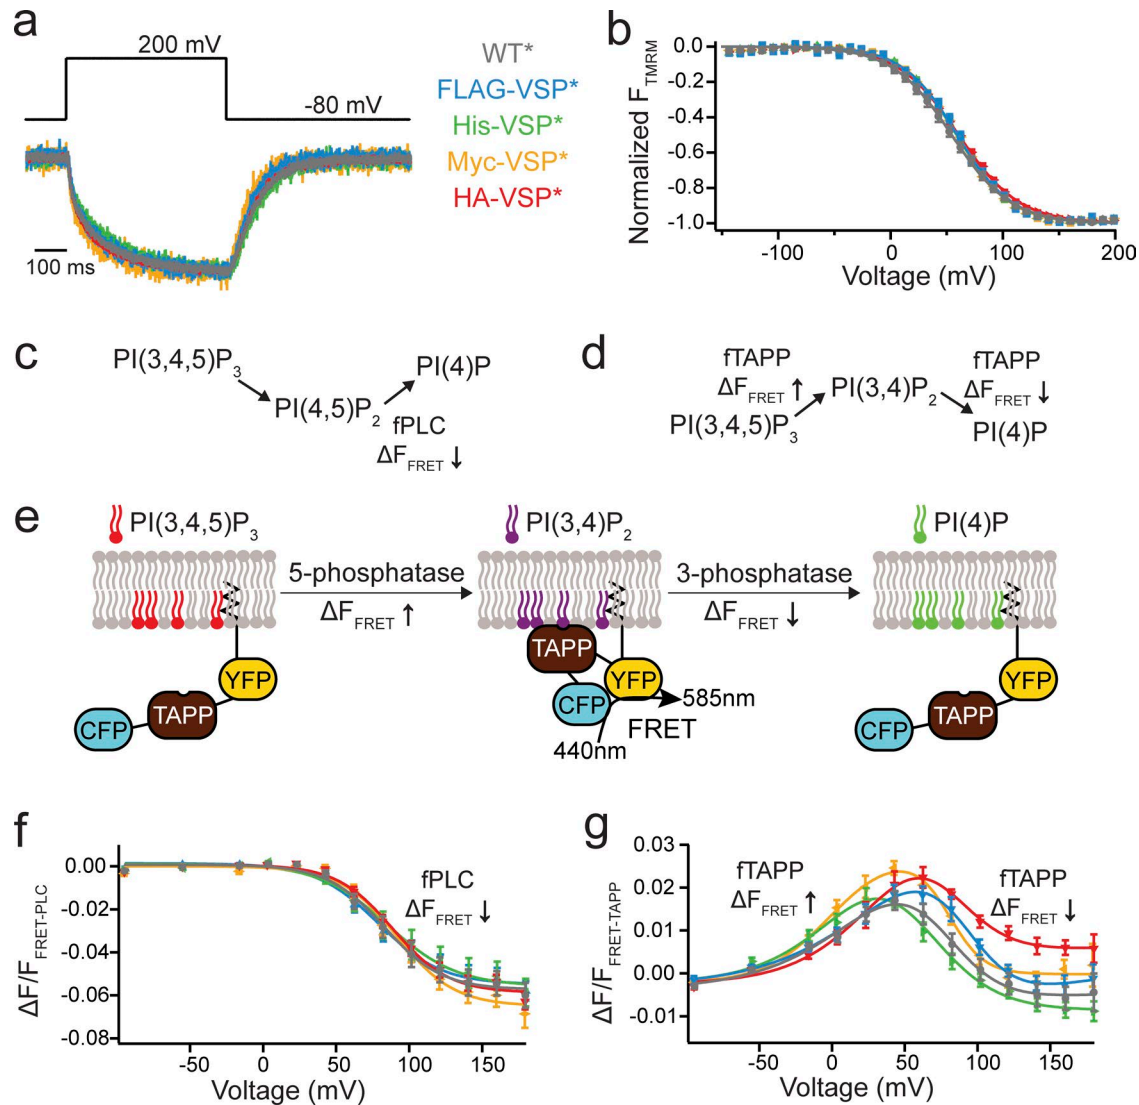 a
200 mV
-80 mV
100 ms
WT*
FLAG-VSP*
His-VSP*
Myc-VSP*
HA-VSP*
b
Normalized F_TMRM
0.0
-0.2
-0.4
-0.6
-0.8
-1.0
-100 0 100 200
Voltage (mV)
c
PI(3,4,5)P3
PI(4,5)P2
PI(4)P
fPLC
ΔF_FRET ↓
d
fTAPP
ΔF_FRET ↑
PI(3,4,5)P3
PI(3,4)P2
fTAPP
ΔF_FRET ↓
PI(4)P
e
PI(3,4,5)P3
YFP
TAPP
CFP
5-phosphatase
ΔF_FRET ↑
PI(3,4)P2
TAPP
YFP
CFP
585nm
FRET
440nm
3-phosphatase
ΔF_FRET ↓
PI(4)P
YFP
TAPP
CFP
f
ΔF/F_FRET-PLC
0.00
-0.02
-0.04
-0.06
-0.08
fPLC
ΔF_FRET ↓
-50 0 50 100 150
Voltage (mV)
g
ΔF/F_FRET-TAPP
0.03
0.02
0.01
0.00
-0.01
fTAPP
ΔF_FRET ↑
fTAPP
ΔF_FRET ↓
-50 0 50 100 150
Voltage (mV)